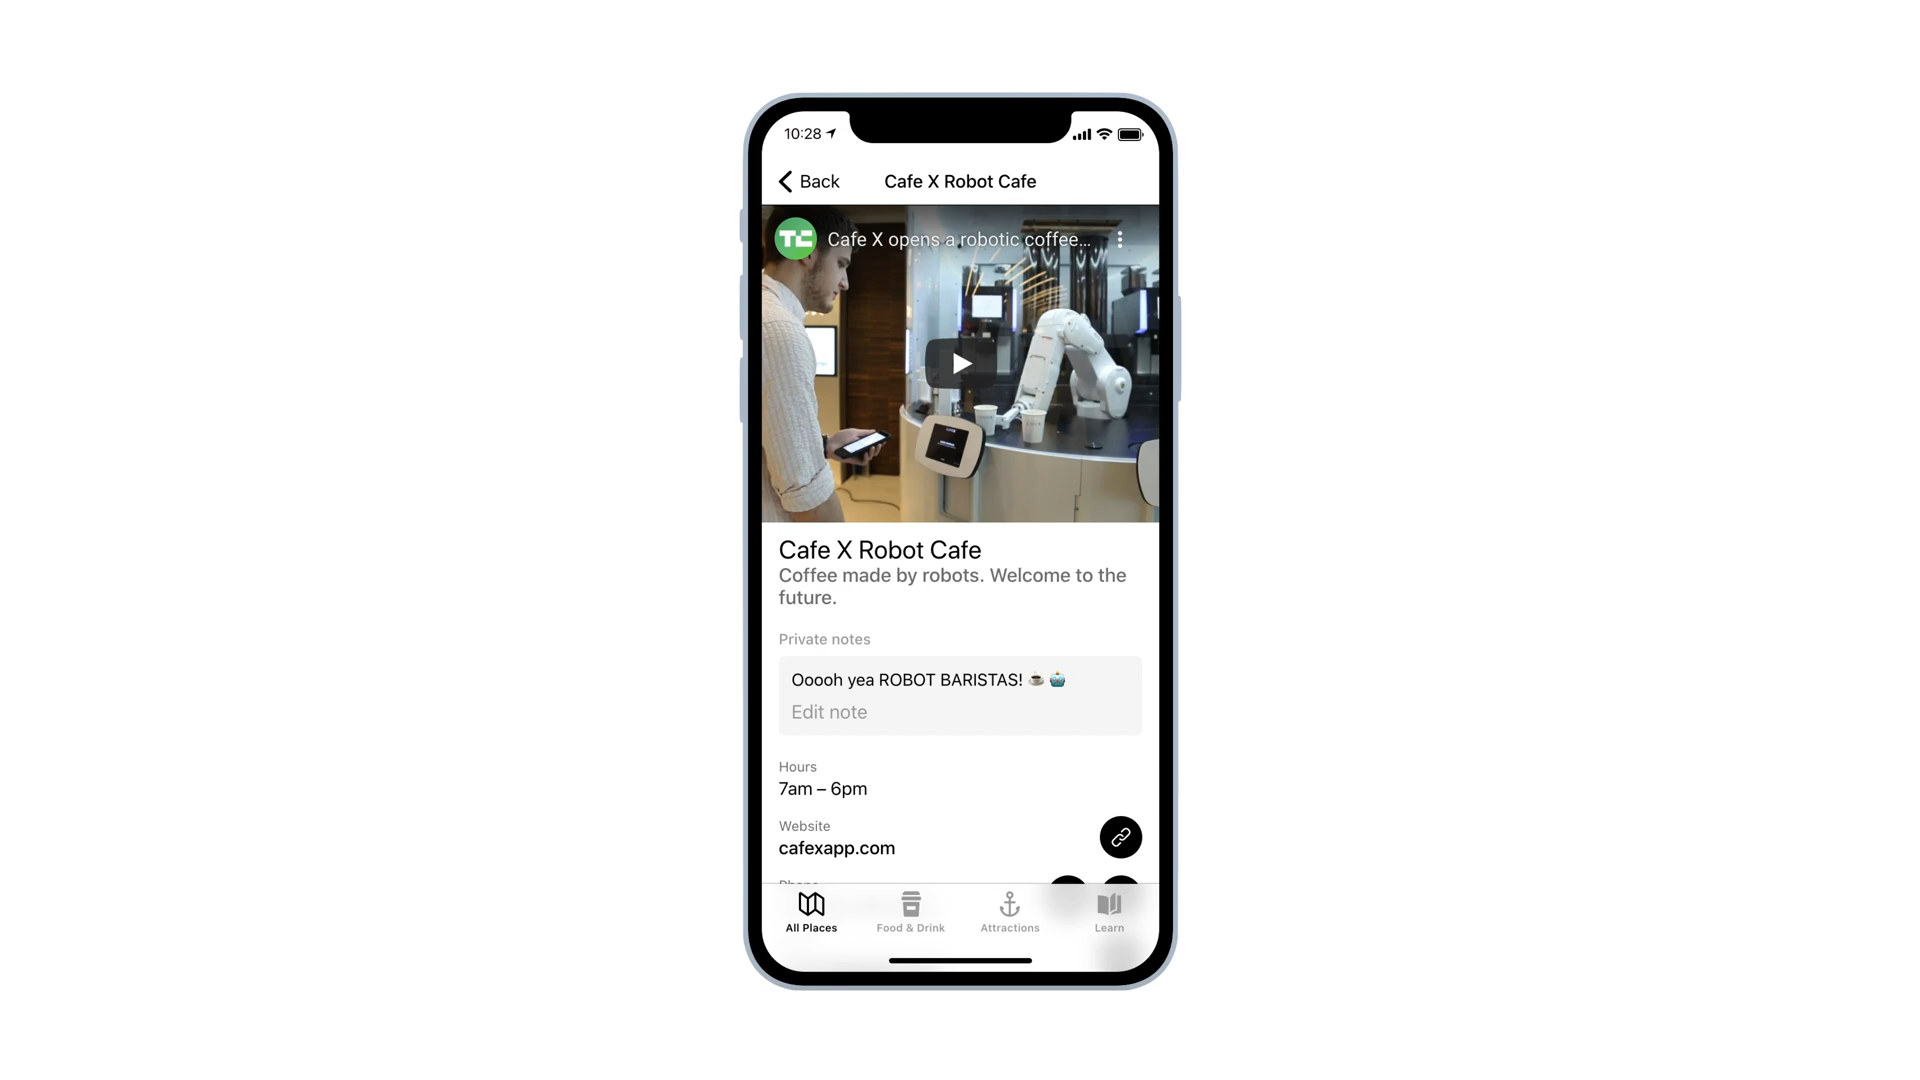 10:28
Back
Cafe X Robot Cafe
TC
Cafe X opens a robotic coffee...
Cafe X Robot Cafe
Coffee made by robots. Welcome to the
future.
Private notes
Ooooh yea ROBOT BARISTAS! ☕🤖
Edit note
Hours
7am – 6pm
Website
cafexapp.com
Phone
All Places
Food & Drink
Attractions
Learn